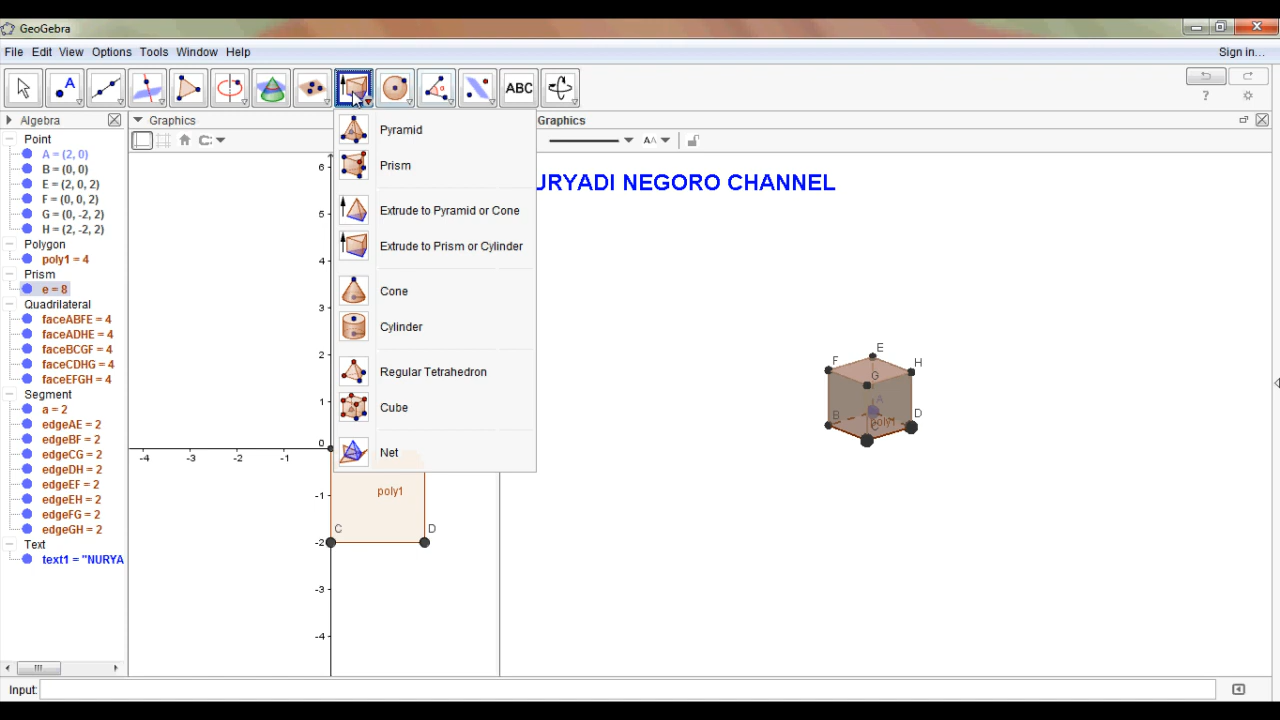 GeoGebra
File Edit View Options Tools Window Help
Sign in...
A
ABC
?
Algebra
Graphics
C:
Graphics
AA
Point
A = (2, 0)
B = (0, 0)
E = (2, 0, 2)
F = (0, 0, 2)
G = (0, -2, 2)
H = (2, -2, 2)
Polygon
poly1 = 4
Prism
e = 8
Quadrilateral
faceABFE = 4
faceADHE = 4
faceBCGF = 4
faceCDHG = 4
faceEFGH = 4
Segment
a = 2
edgeAE = 2
edgeBF = 2
edgeCG = 2
edgeDH = 2
edgeEF = 2
edgeEH = 2
edgeFG = 2
edgeGH = 2
Text
text1 = "NURYA
Pyramid
Prism
Extrude to Pyramid or Cone
Extrude to Prism or Cylinder
Cone
Cylinder
Regular Tetrahedron
Cube
Net
6
5
4
3
2
1
0
-4 -3 -2 -1
-1
-2
-3
-4
poly1
C D
URYADI NEGORO CHANNEL
E
F H
G
A
B D
poly1
C
Input: